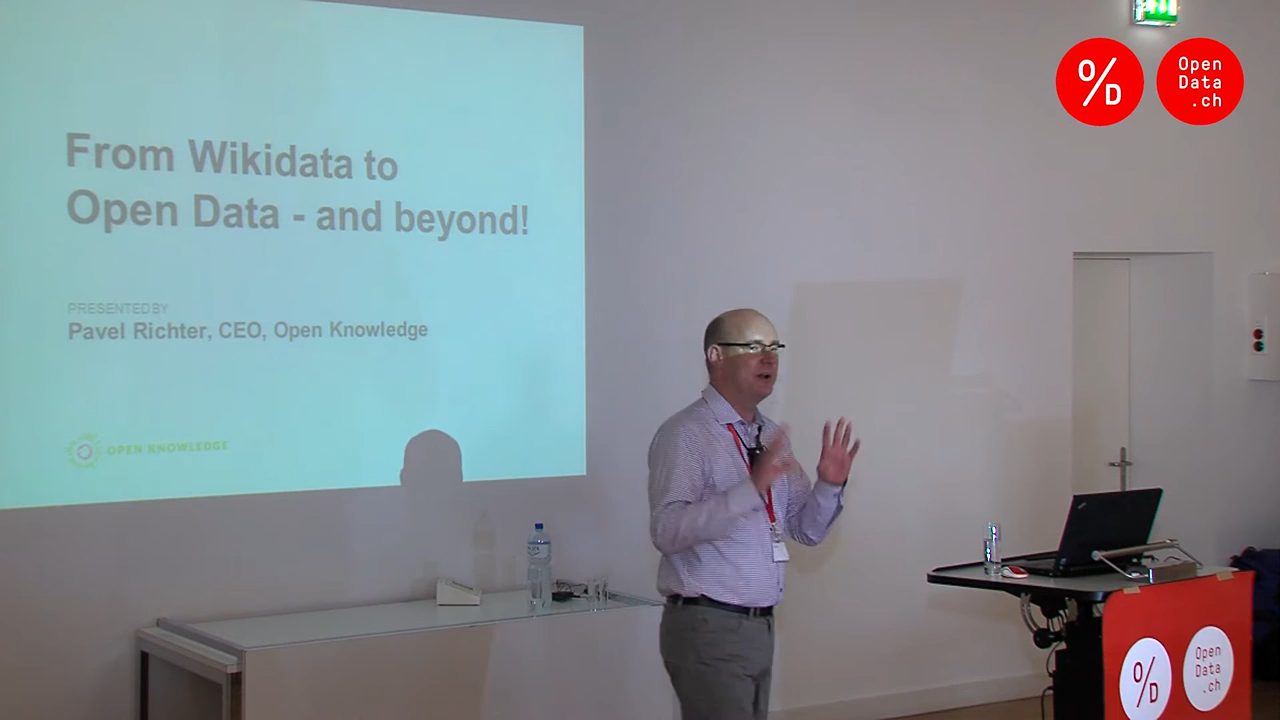 From Wikidata to
Open Data - and beyond!
PRESENTED BY
Pavel Richter, CEO, Open Knowledge
OPEN KNOWLEDGE
%D
Open
Data
.ch
%D
Open
Data
.ch